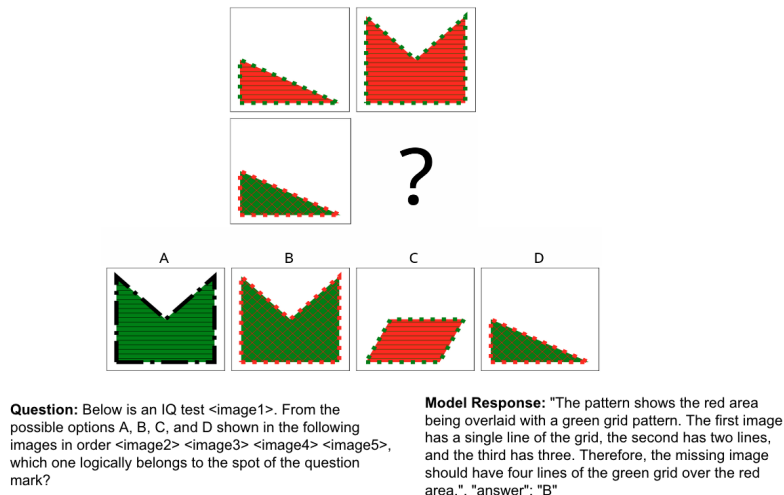 ?
A B C D
Question: Below is an IQ test <image1>. From the
possible options A, B, C, and D shown in the following
images in order <image2> <image3> <image4> <image5>,
which one logically belongs to the spot of the question
mark?
Model Response: "The pattern shows the red area
being overlaid with a green grid pattern. The first image
has a single line of the grid, the second has two lines,
and the third has three. Therefore, the missing image
should have four lines of the green grid over the red
area.", "answer": "B"